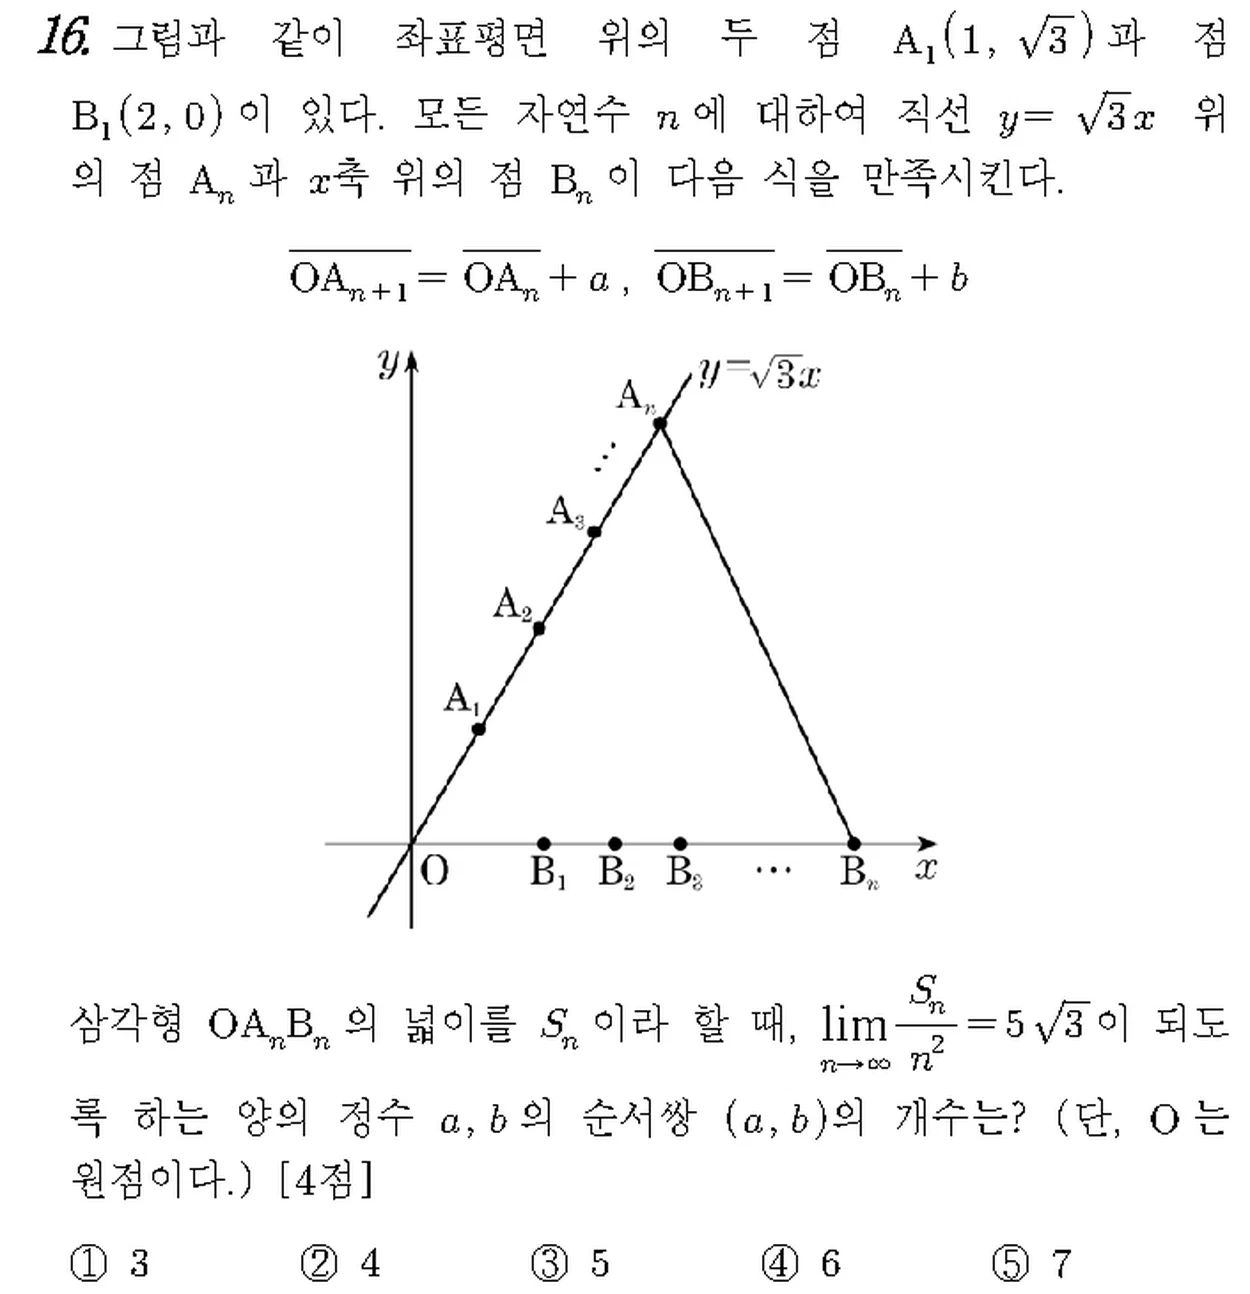 16. 그림과 같이 좌표평면 위의 두 점 A₁(1, √3)과 점
B₁(2, 0)이 있다. 모든 자연수 n에 대하여 직선 y= √3x 위
의 점 Aₙ과 x축 위의 점 Bₙ이 다음 식을 만족시킨다.
OAₙ₊₁= OAₙ+a, OBₙ₊₁= OBₙ+b
y
y=√3x
Aₙ
⋰
A₃
A₂
A₁
O B₁ B₂ B₃ ⋯ Bₙ x
삼각형 OAₙBₙ의 넓이를 Sₙ이라 할 때, lim n→∞ Sₙ/n² =5√3이 되도
록 하는 양의 정수 a, b의 순서쌍 (a, b)의 개수는? (단, O는
원점이다.) [4점]
① 3 ② 4 ③ 5 ④ 6 ⑤ 7